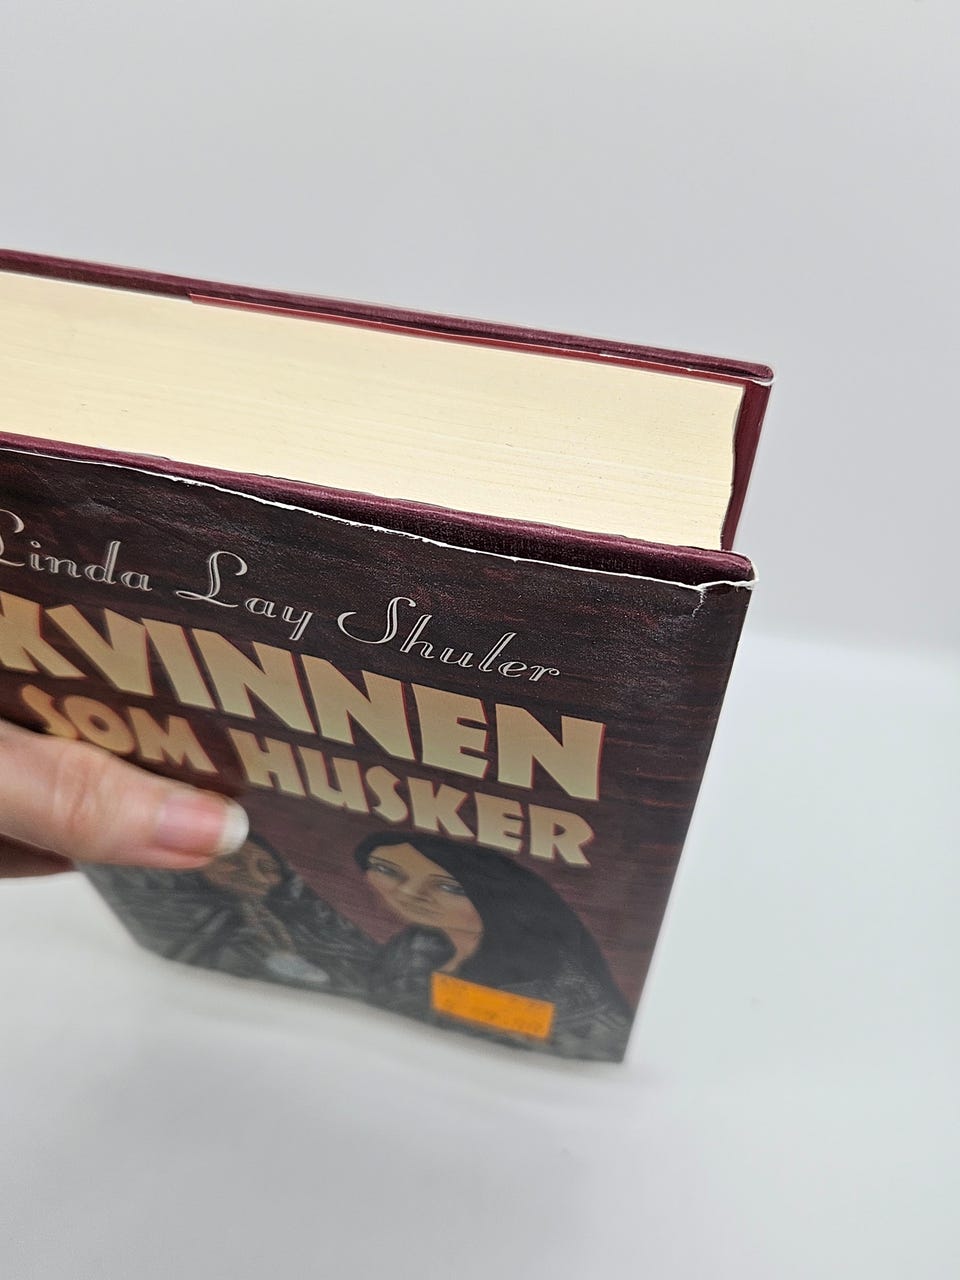 Linda Lay Shuler
KVINNEN
SOM HUSKER